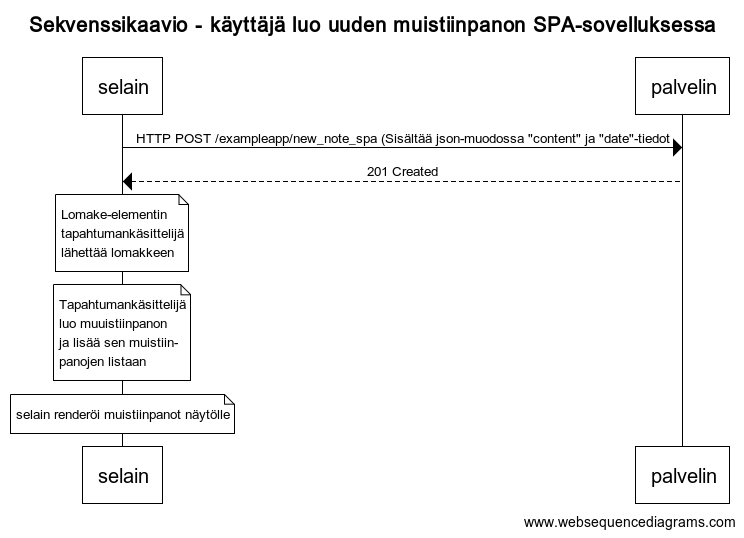 Sekvenssikaavio - käyttäjä luo uuden muistiinpanon SPA-sovelluksessa
selain
palvelin
HTTP POST /exampleapp/new_note_spa (Sisältää json-muodossa "content" ja "date"-tiedot
201 Created
Lomake-elementin
tapahtumankäsittelijä
lähettää lomakkeen
Tapahtumankäsittelijä
luo muuistiinpanon
ja lisää sen muistiin-
panojen listaan
selain renderöi muistiinpanot näytölle
selain
palvelin
www.websequencediagrams.com